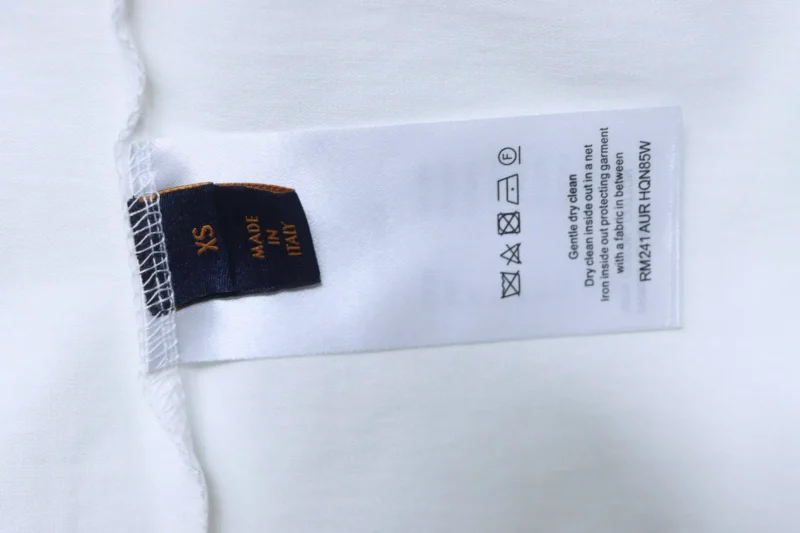 XS
MADE
IN
ITALY
F
Gentle dry clean
Dry clean inside out in a net
Iron inside out protecting garment
with a fabric in between
RM241 AUR HQN85W